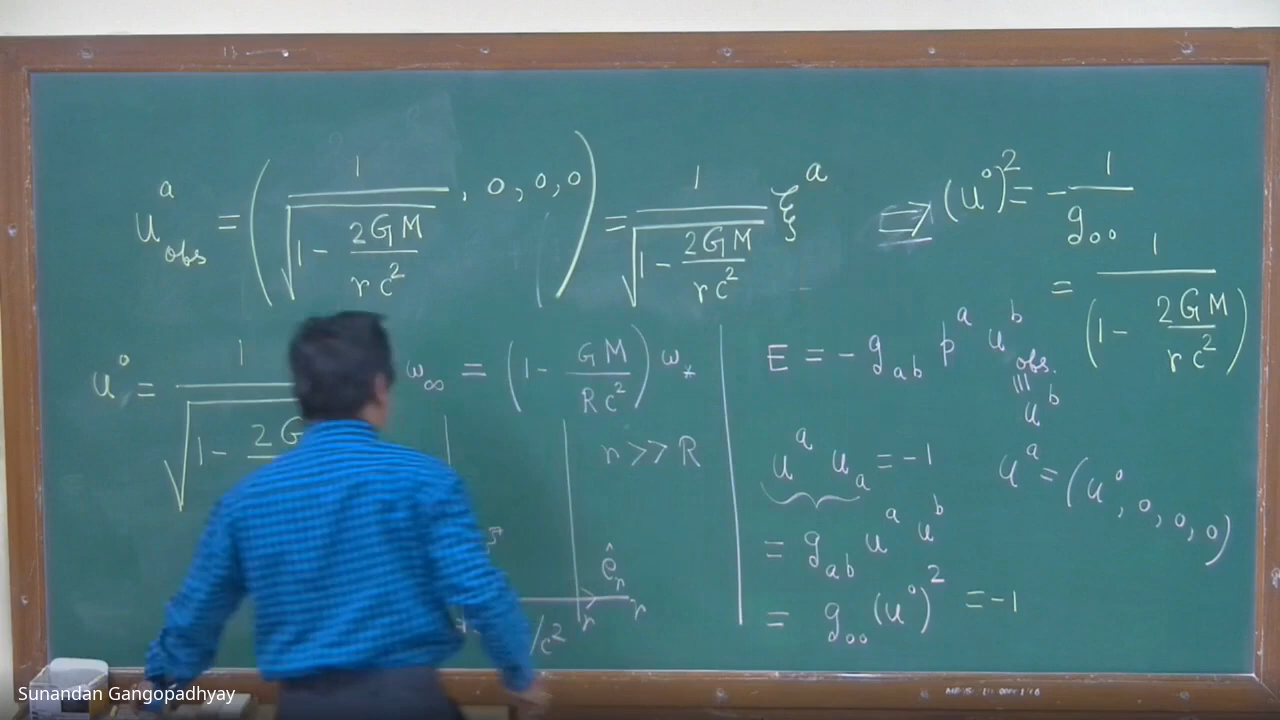 u^a_obs = ( 1 / √(1 - 2GM/rc²) , 0, 0, 0 ) = 1 / √(1 - 2GM/rc²) ξ^a
⇒ (u⁰)² = - 1/g₀₀
= 1 / (1 - 2GM/rc²)
u⁰ = 1 / √(1 - 2G
ω_∞ = (1 - GM/Rc²) ω_*
r >> R
ê_r
r
r
/c²
E = - g_ab p^a u^b_obs.
≡ u^b
u^a u_a = -1
u^a = (u⁰, 0, 0, 0)
= g_ab u^a u^b
= g₀₀ (u⁰)² = -1
Sunandan Gangopadhyay